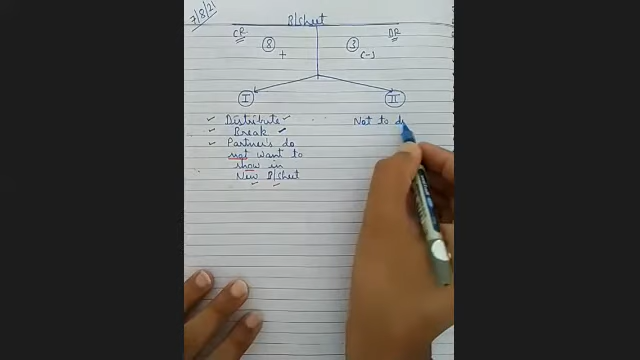 7/8/21
B/Sheet
CR
DR
8
3
+
(-)
I
II
Distribute
Break
Partner's do
not want to
show in
New B/Sheet
Not to d